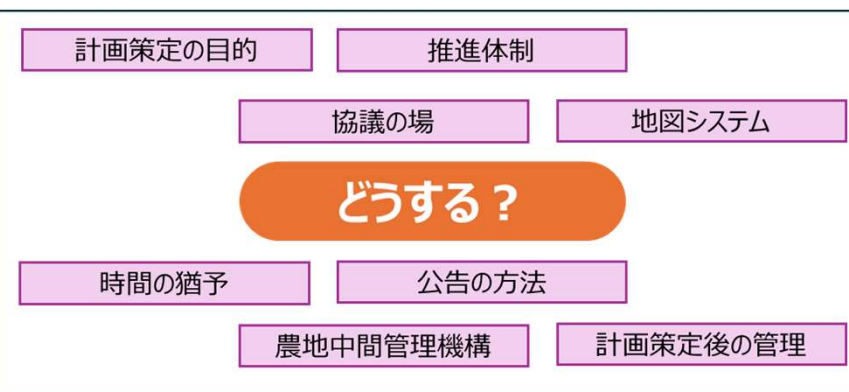 計画策定の目的
推進体制
協議の場
地図システム
どうする？
時間の猶予
公告の方法
農地中間管理機構
計画策定後の管理